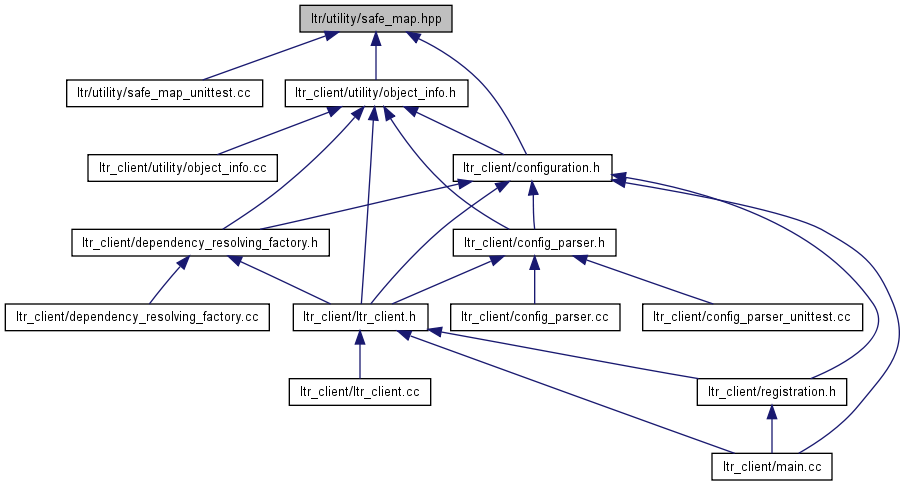 ltr/utility/safe_map.hpp
ltr/utility/safe_map_unittest.cc
ltr_client/utility/object_info.h
ltr_client/utility/object_info.cc
ltr_client/configuration.h
ltr_client/dependency_resolving_factory.h
ltr_client/config_parser.h
ltr_client/dependency_resolving_factory.cc
ltr_client/ltr_client.h
ltr_client/config_parser.cc
ltr_client/config_parser_unittest.cc
ltr_client/ltr_client.cc
ltr_client/registration.h
ltr_client/main.cc